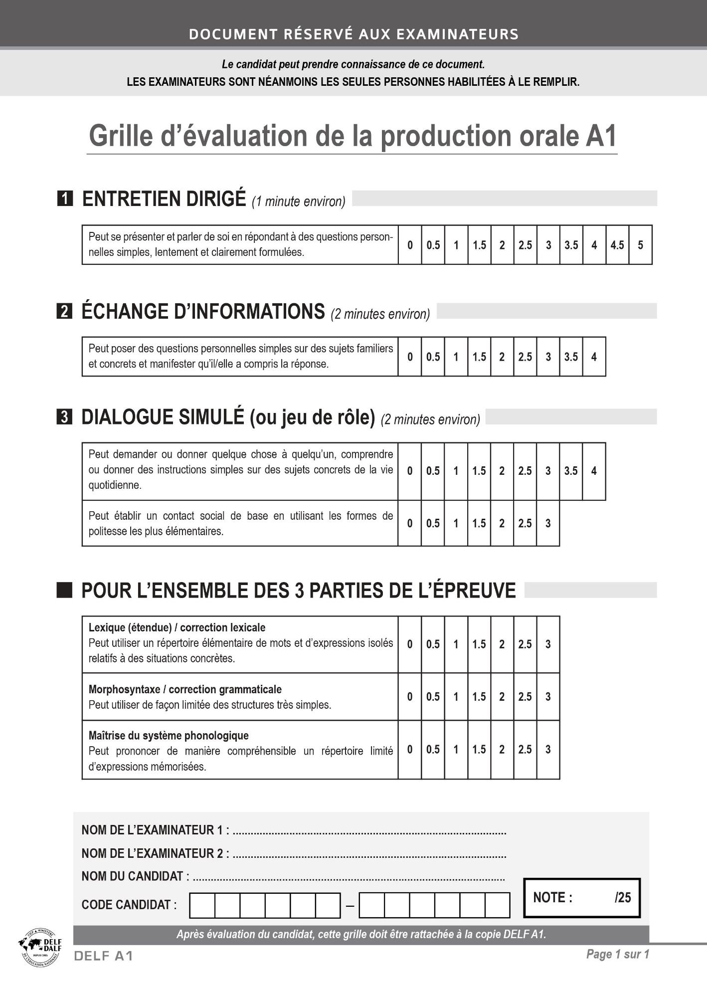 DOCUMENT RÉSERVÉ AUX EXAMINATEURS
Le candidat peut prendre connaissance de ce document.
LES EXAMINATEURS SONT NÉANMOINS LES SEULES PERSONNES HABILITÉES À LE REMPLIR.
Grille d’évaluation de la production orale A1
1 ENTRETIEN DIRIGÉ (1 minute environ)
Peut se présenter et parler de soi en répondant à des questions person-
nelles simples, lentement et clairement formulées.
0 0.5 1 1.5 2 2.5 3 3.5 4 4.5 5
2 ÉCHANGE D’INFORMATIONS (2 minutes environ)
Peut poser des questions personnelles simples sur des sujets familiers
et concrets et manifester qu’il/elle a compris la réponse.
0 0.5 1 1.5 2 2.5 3 3.5 4
3 DIALOGUE SIMULÉ (ou jeu de rôle) (2 minutes environ)
Peut demander ou donner quelque chose à quelqu’un, comprendre
ou donner des instructions simples sur des sujets concrets de la vie
quotidienne.
0 0.5 1 1.5 2 2.5 3 3.5 4
Peut établir un contact social de base en utilisant les formes de
politesse les plus élémentaires.
0 0.5 1 1.5 2 2.5 3
POUR L’ENSEMBLE DES 3 PARTIES DE L’ÉPREUVE
Lexique (étendue) / correction lexicale
Peut utiliser un répertoire élémentaire de mots et d’expressions isolés
relatifs à des situations concrètes.
0 0.5 1 1.5 2 2.5 3
Morphosyntaxe / correction grammaticale
Peut utiliser de façon limitée des structures très simples.
0 0.5 1 1.5 2 2.5 3
Maîtrise du système phonologique
Peut prononcer de manière compréhensible un répertoire limité
d’expressions mémorisées.
0 0.5 1 1.5 2 2.5 3
NOM DE L’EXAMINATEUR 1 : ............................................................................................
NOM DE L’EXAMINATEUR 2 : ............................................................................................
NOM DU CANDIDAT : .........................................................................................................
CODE CANDIDAT : –
NOTE : /25
Après évaluation du candidat, cette grille doit être rattachée à la copie DELF A1.
CIEP ▲ MINISTÈRE
DELF
DALF
DEPUIS 1985
DE L'ÉDUCATION NATIONALE
DELF A1
Page 1 sur 1